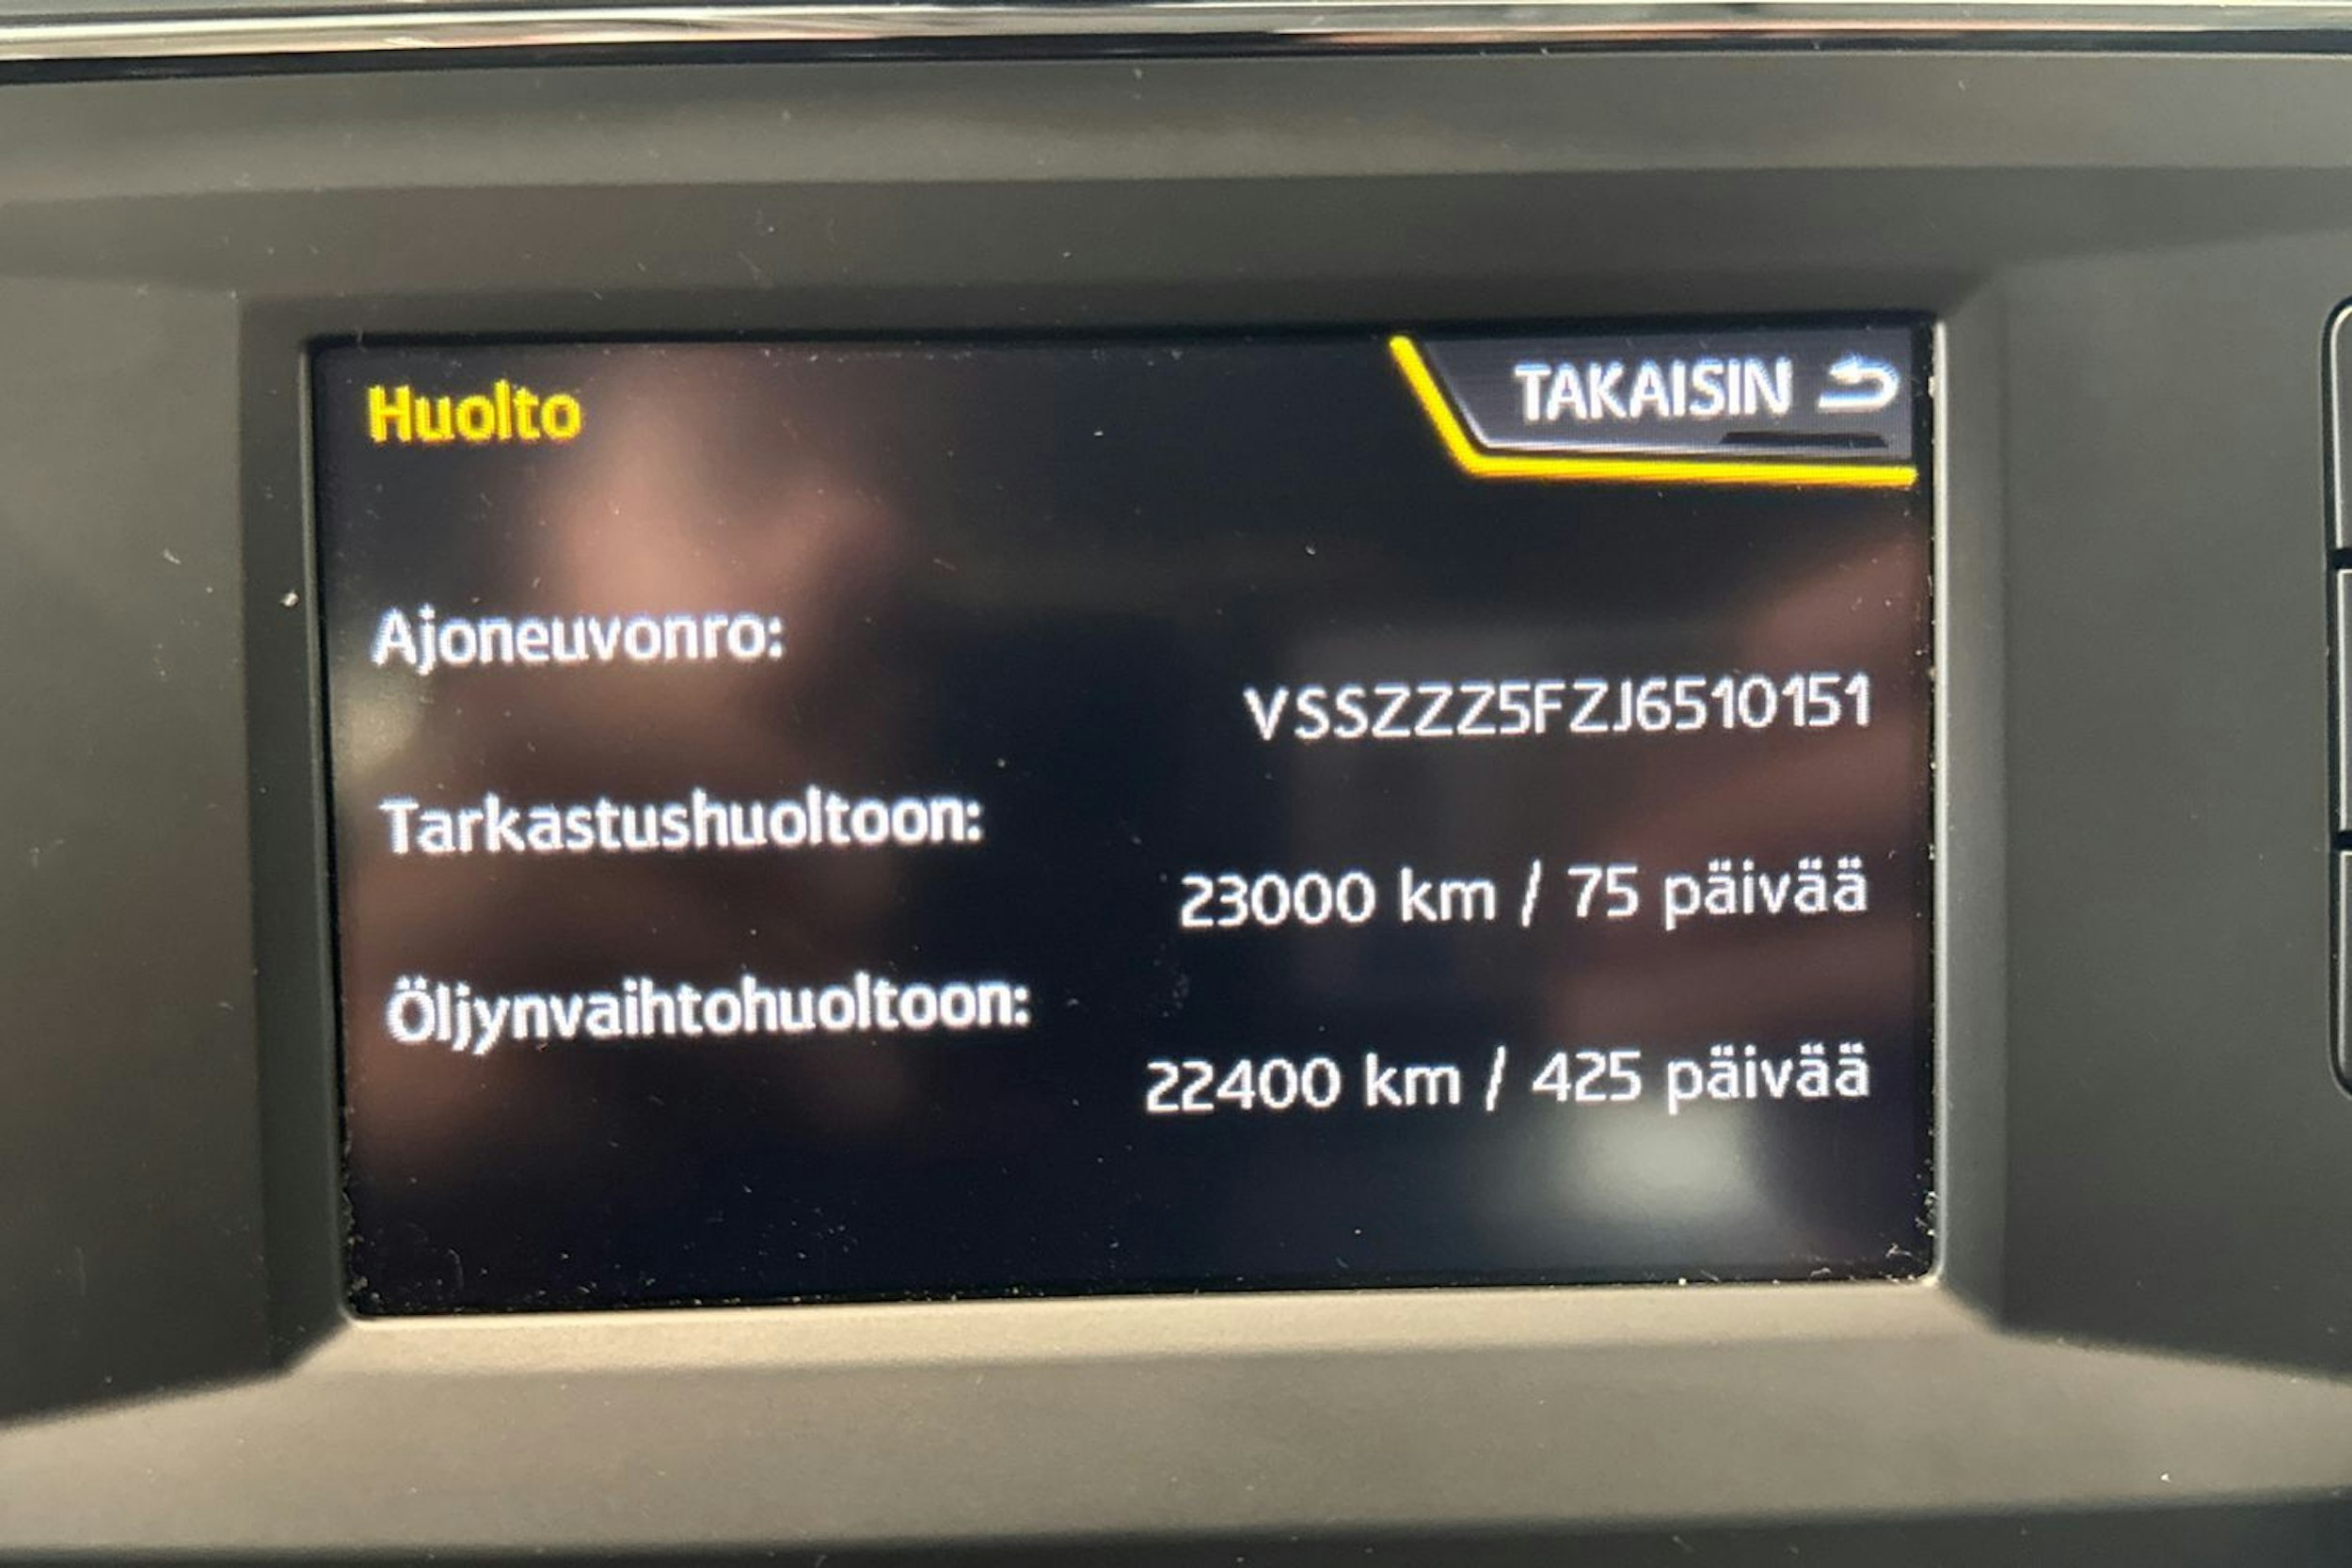 Huolto
TAKAISIN
Ajoneuvonro:
VSSZZZ5FZJ6510151
Tarkastushuoltoon:
23000 km / 75 päivää
Öljynvaihtohuoltoon:
22400 km / 425 päivää